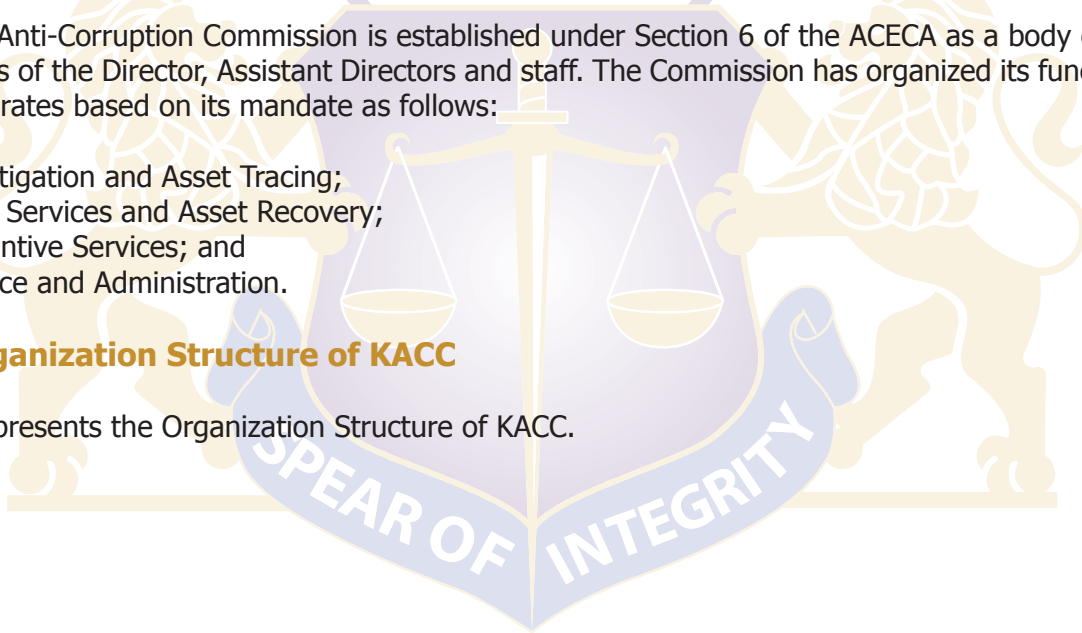 Anti-Corruption Commission is established under Section 6 of the ACECA as a body
s of the Director, Assistant Directors and staff. The Commission has organized its
rates based on its mandate as follows:
tigation and Asset Tracing;
Services and Asset Recovery;
ntive Services; and
ce and Administration.
ganization Structure of KACC
presents the Organization Structure of KACC.
SPEAR OF INTEGRITY